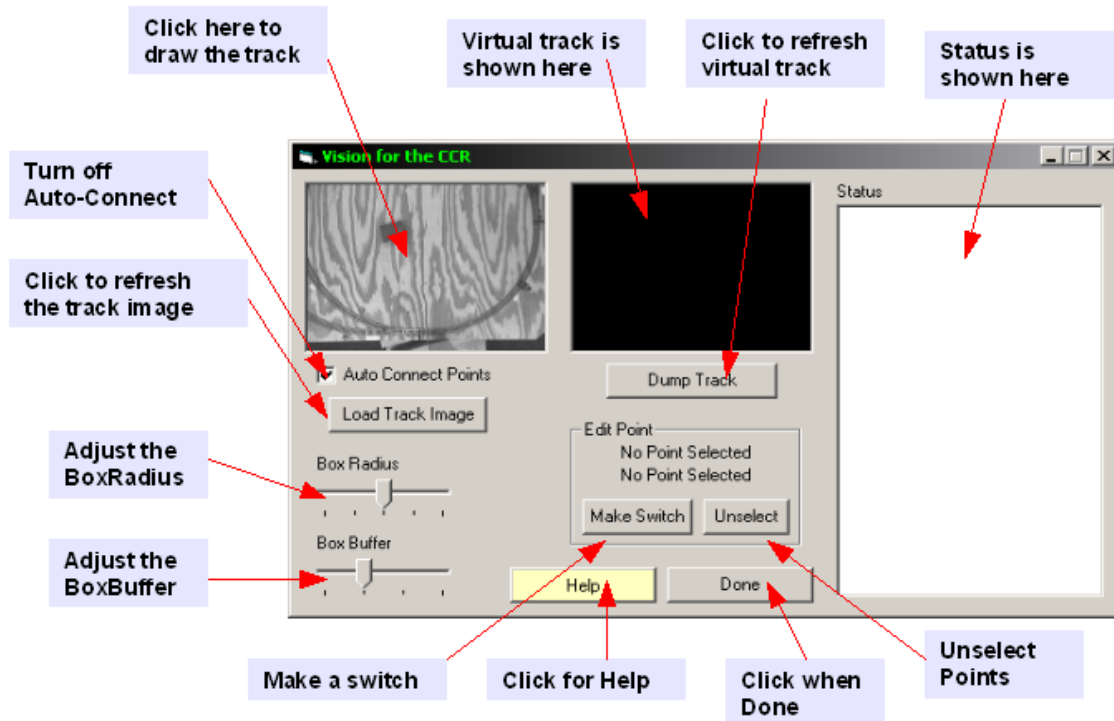 Click here to
draw the track
Virtual track is
shown here
Click to refresh
virtual track
Status is
shown here
Turn off
Auto-Connect
Click to refresh
the track image
Adjust the
BoxRadius
Adjust the
BoxBuffer
Vision for the CCR
Status
Auto Connect Points
Load Track Image
Dump Track
Edit Point
No Point Selected
No Point Selected
Make Switch
Unselect
Box Radius
Box Buffer
Help
Done
Make a switch
Click for Help
Click when
Done
Unselect
Points